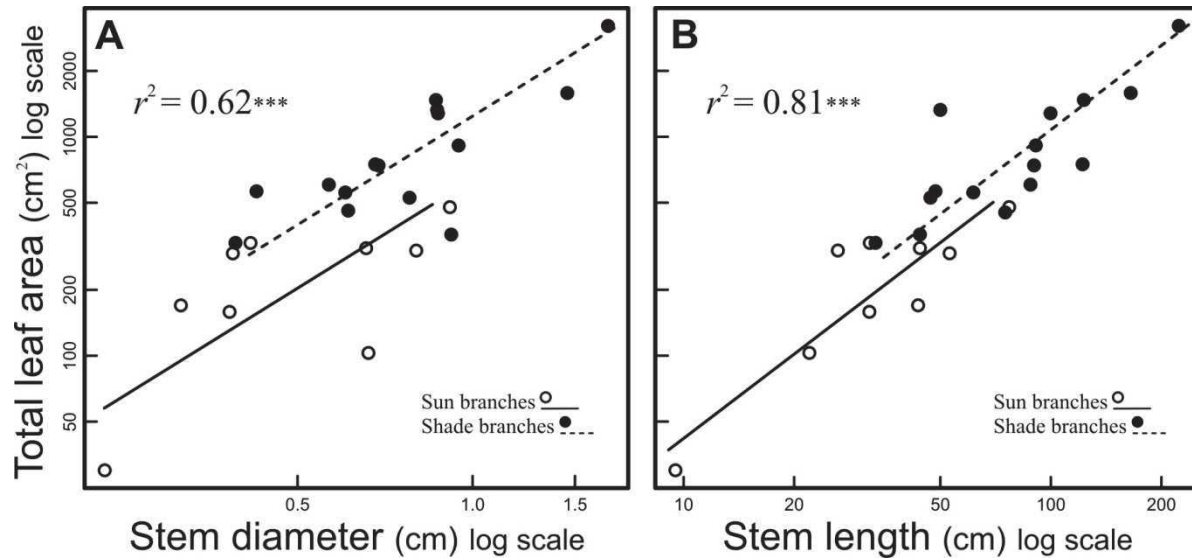 A
r² = 0.62***
Total leaf area (cm²) log scale
2000
1000
500
200
100
50
Sun branches
Shade branches
0.5
1.0
1.5
Stem diameter (cm) log scale
B
r² = 0.81***
Sun branches
Shade branches
10
20
50
100
200
Stem length (cm) log scale